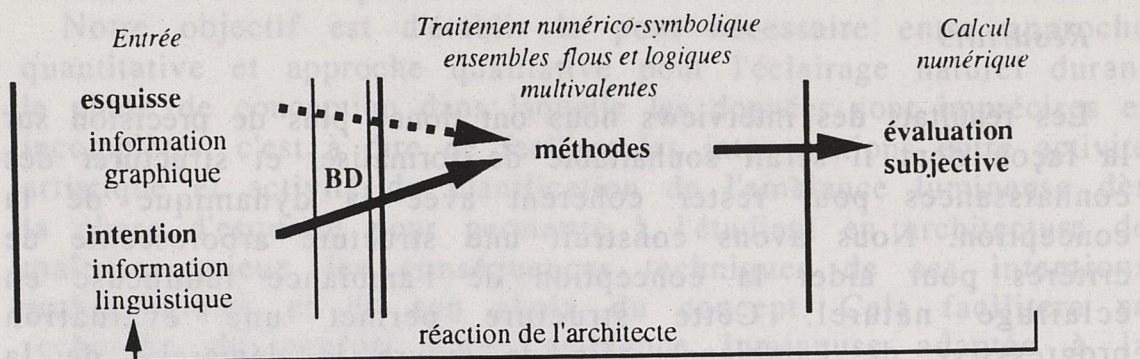 Entrée
Traitement numérico-symbolique
ensembles flous et logiques
multivalentes
Calcul
numérique
esquisse
information
graphique
intention
information
linguistique
BD
méthodes
évaluation
subjective
réaction de l'architecte